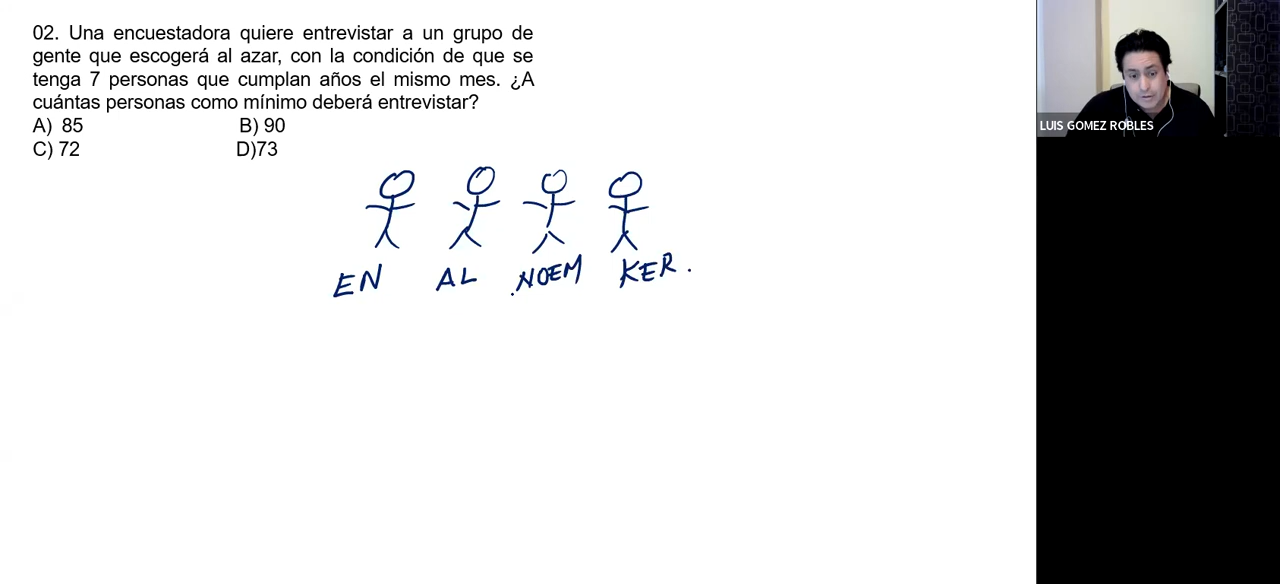 02. Una encuestadora quiere entrevistar a un grupo de
gente que escogerá al azar, con la condición de que se
tenga 7 personas que cumplan años el mismo mes. ¿A
cuántas personas como mínimo deberá entrevistar?
A) 85 B) 90
C) 72 D)73
EN AL NOEM KER.
LUIS GOMEZ ROBLES